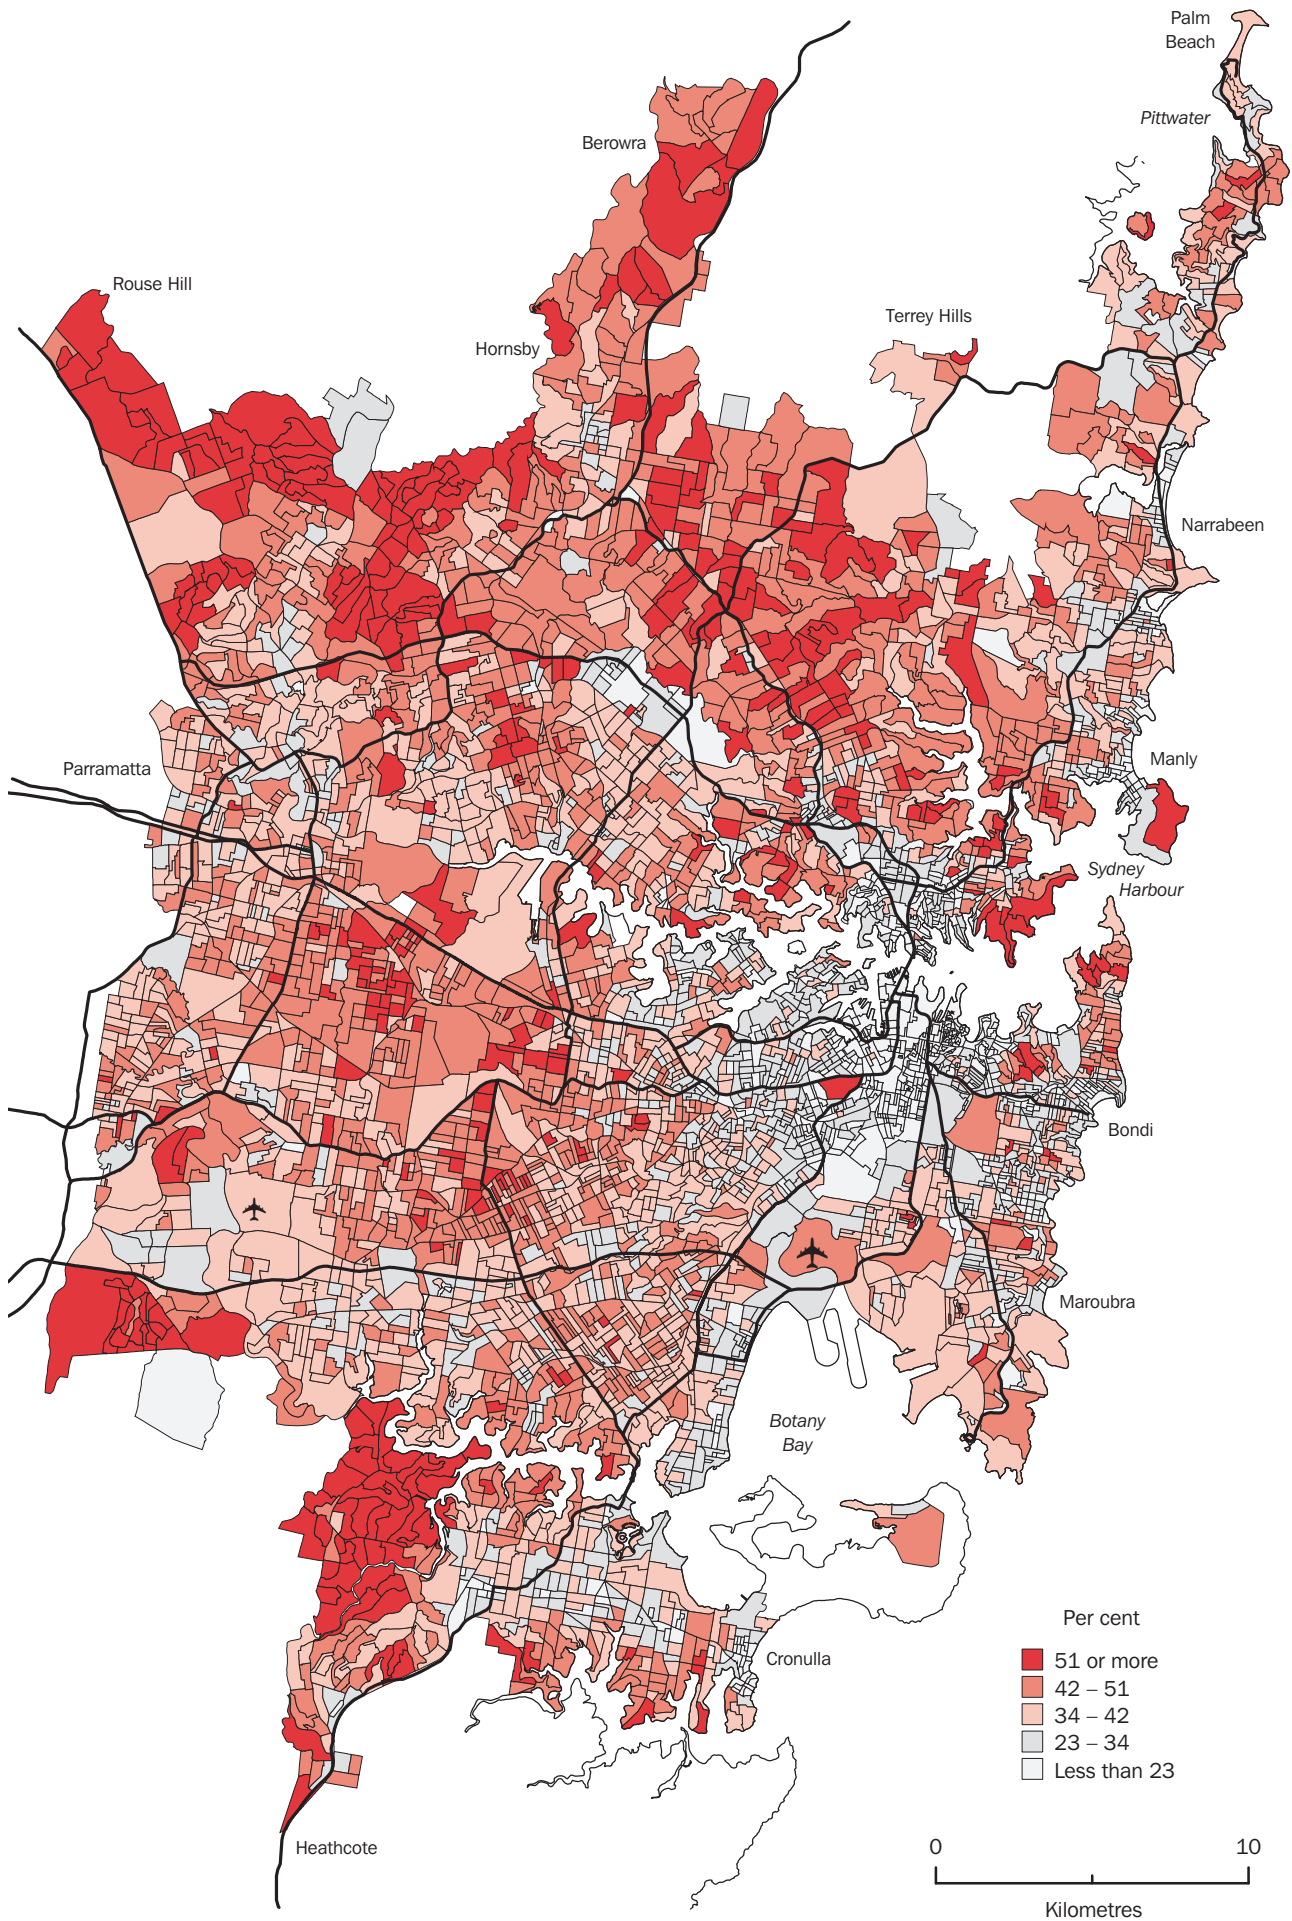 Palm
Beach
Pittwater
Berowra
Rouse Hill
Terrey Hills
Hornsby
Narrabeen
Manly
Parramatta
Sydney
Harbour
Bondi
Maroubra
Botany
Bay
Cronulla
Per cent
51 or more
42 – 51
34 – 42
23 – 34
Less than 23
Heathcote
0 10
Kilometres